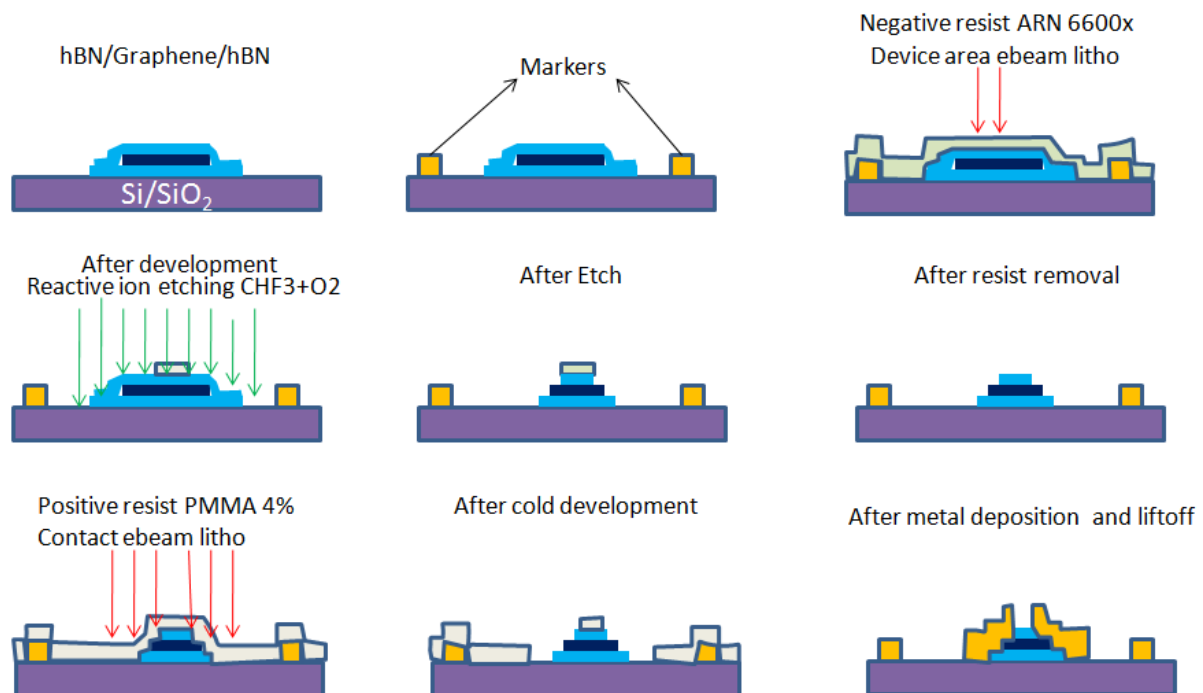 hBN/Graphene/hBN
Si/SiO₂
Markers
Negative resist ARN 6600x
Device area ebeam litho
After development
Reactive ion etching CHF3+O2
After Etch
After resist removal
Positive resist PMMA 4%
Contact ebeam litho
After cold development
After metal deposition and liftoff